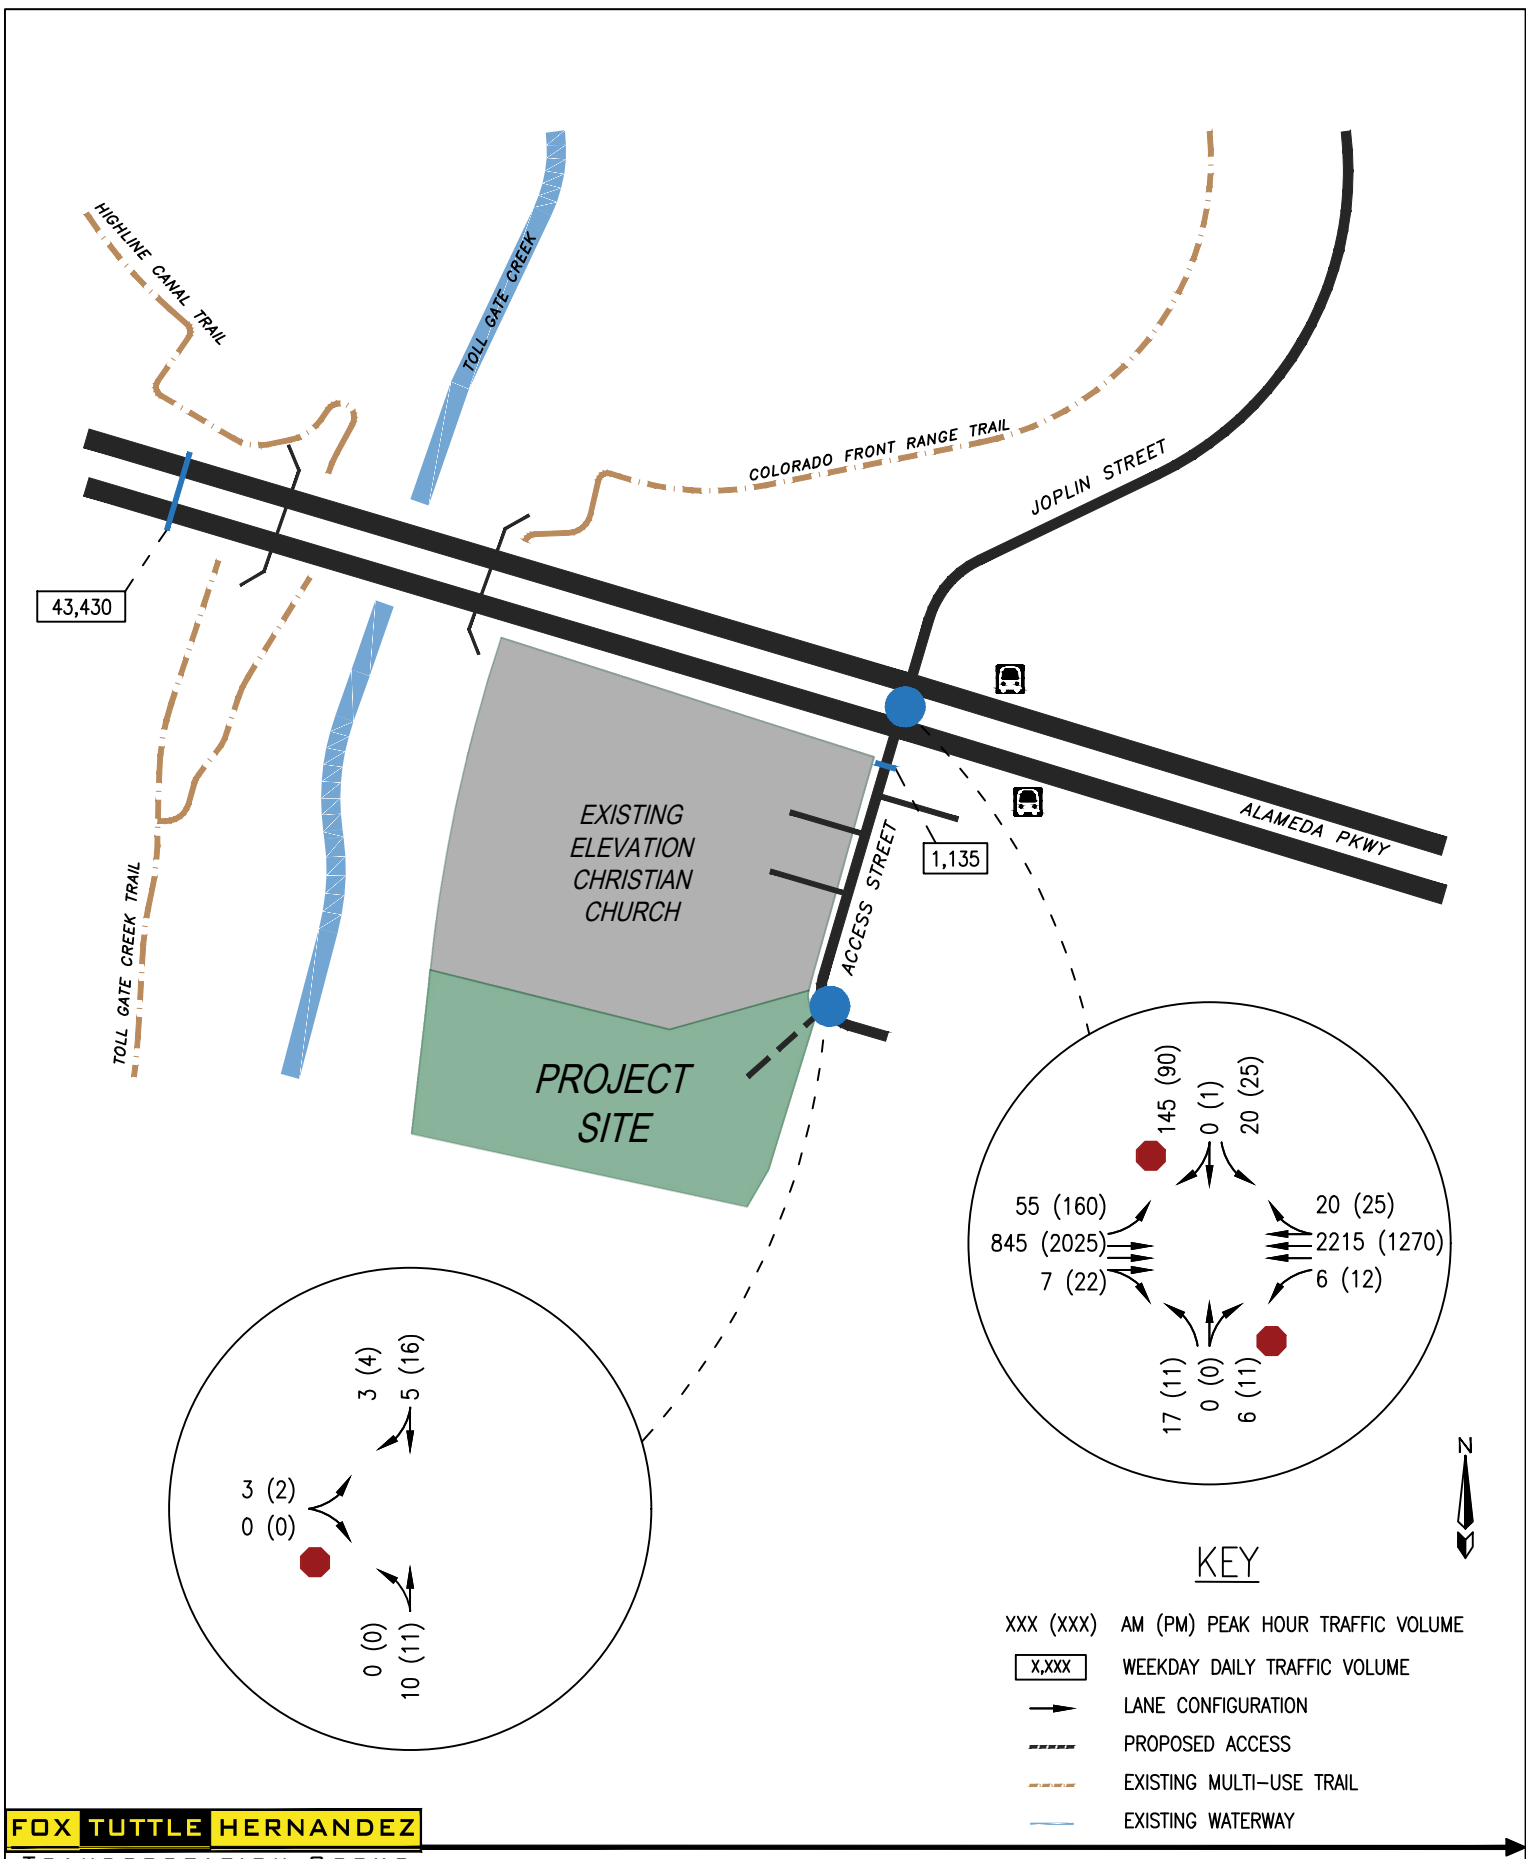 HIGHLINE CANAL TRAIL
TOLL GATE CREEK
COLORADO FRONT RANGE TRAIL
JOPLIN STREET
43,430
ALAMEDA PKWY
EXISTING
ELEVATION
CHRISTIAN
CHURCH
1,135
ACCESS STREET
TOLL GATE CREEK TRAIL
PROJECT
SITE
145 (90)
0 (1)
20 (25)
55 (160)
845 (2025)
7 (22)
20 (25)
2215 (1270)
6 (12)
17 (11)
0 (0)
6 (11)
3 (4)
5 (16)
3 (2)
0 (0)
0 (0)
10 (11)
N
KEY
XXX (XXX) AM (PM) PEAK HOUR TRAFFIC VOLUME
X,XXX WEEKDAY DAILY TRAFFIC VOLUME
LANE CONFIGURATION
PROPOSED ACCESS
EXISTING MULTI-USE TRAIL
EXISTING WATERWAY
FOX TUTTLE HERNANDEZ